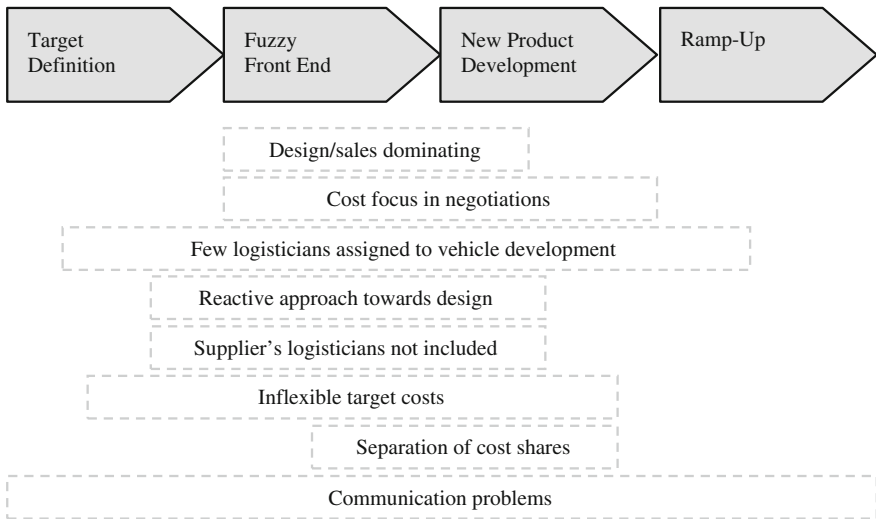 Target
Definition
Fuzzy
Front End
New Product
Development
Ramp-Up
Design/sales dominating
Cost focus in negotiations
Few logisticians assigned to vehicle development
Reactive approach towards design
Supplier’s logisticians not included
Inflexible target costs
Separation of cost shares
Communication problems